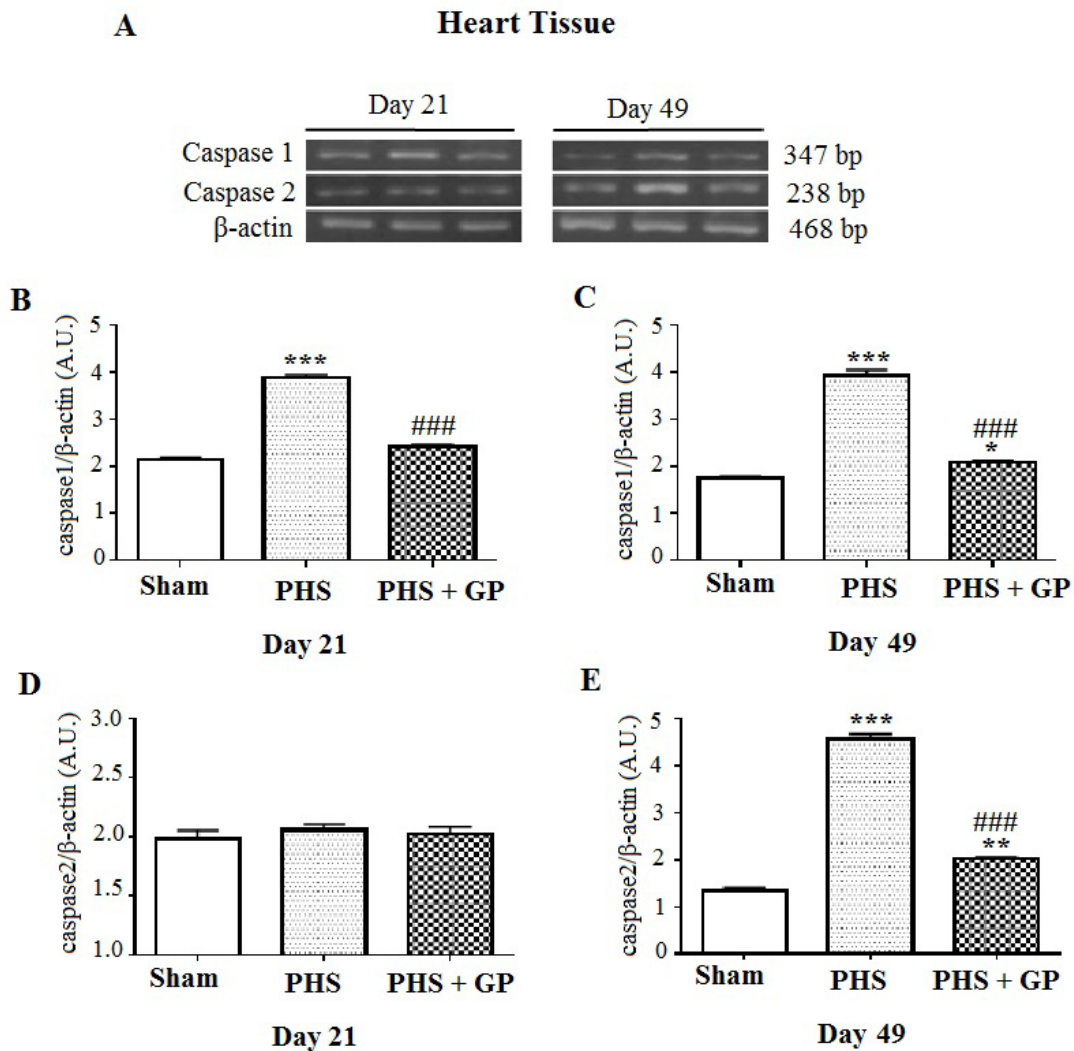 A
Heart Tissue
Day 21
Day 49
Caspase 1
347 bp
Caspase 2
238 bp
β-actin
468 bp
B
caspase1/β-actin (A.U.)
5
4
3
2
1
0
***
###
Sham
PHS
PHS + GP
Day 21
C
caspase1/β-actin (A.U.)
5
4
3
2
1
0
***
###
*
Sham
PHS
PHS + GP
Day 49
D
caspase2/β-actin (A.U.)
3.0
2.5
2.0
1.5
1.0
Sham
PHS
PHS + GP
Day 21
E
caspase2/β-actin (A.U.)
5
4
3
2
1
0
***
###
**
Sham
PHS
PHS + GP
Day 49